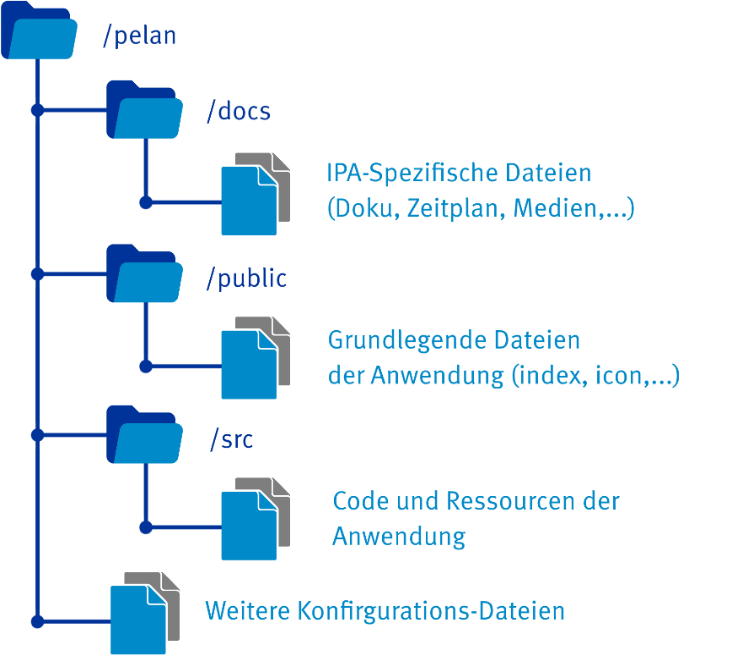 /pelan
/docs
IPA-Spezifische Dateien
(Doku, Zeitplan, Medien,...)
/public
Grundlegende Dateien
der Anwendung (index, icon,...)
/src
Code und Ressourcen der
Anwendung
Weitere Konfirgurations-Dateien